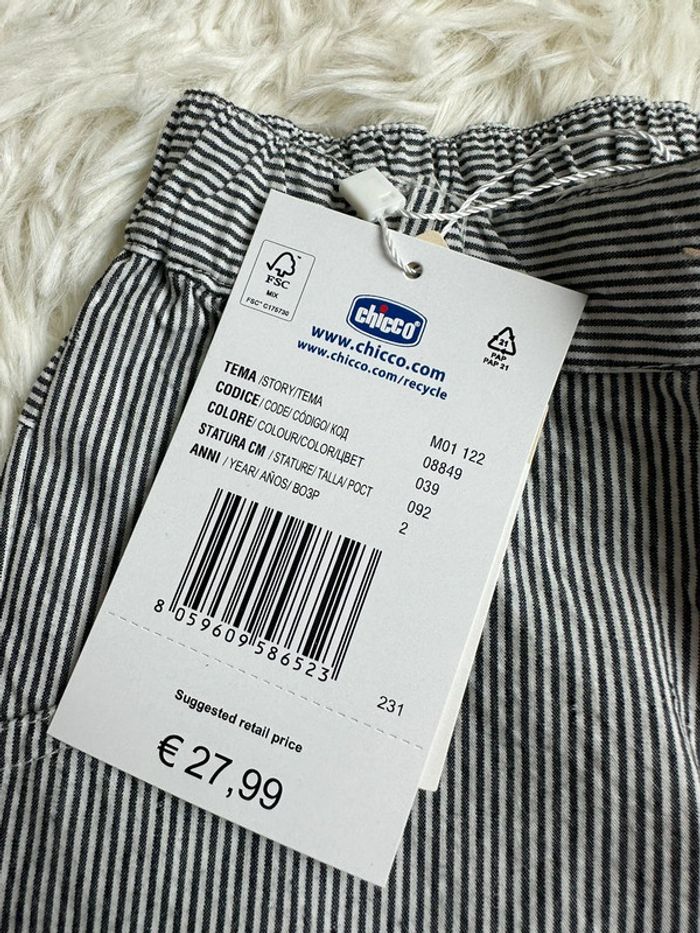 FSC
MIX
FSC™ C175730
chicco
www.chicco.com
www.chicco.com/recycle
21
PAP
PAP 21
TEMA /STORY/TEMA M01 122
CODICE/ CODE/ CÓDIGO/ КОД 08849
COLORE/ COLOUR/COLOR/ЦВЕТ 039
STATURA CM / STATURE/ TALLA/ РОСТ 092
ANNI / YEAR/ AÑOS/ ВОЗР 2
8 059609 586523
231
Suggested retail price
€ 27,99